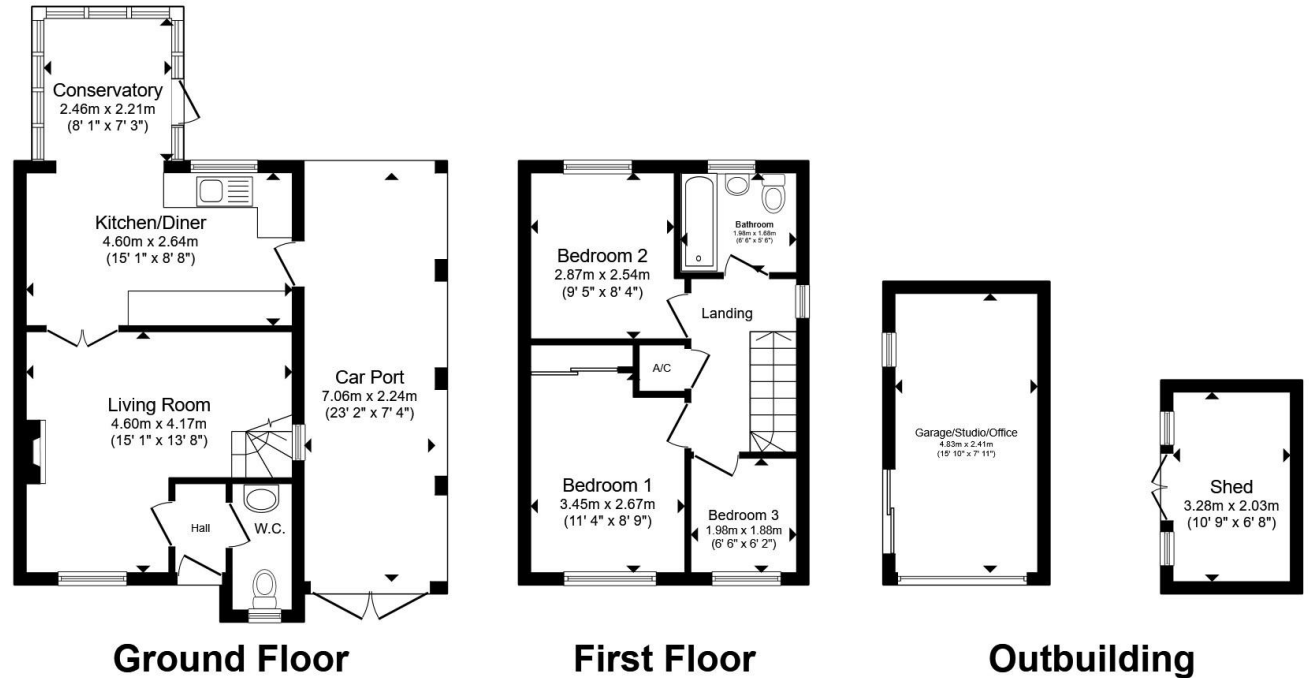 Conservatory
2.46m x 2.21m
(8' 1" x 7' 3")
Kitchen/Diner
4.60m x 2.64m
(15' 1" x 8' 8")
Living Room
4.60m x 4.17m
(15' 1" x 13' 8")
Hall
W.C.
Car Port
7.06m x 2.24m
(23' 2" x 7' 4")
Ground Floor
Bedroom 2
2.87m x 2.54m
(9' 5" x 8' 4")
Bathroom
1.98m x 1.68m
(6' 6" x 5' 6")
Landing
A/C
Bedroom 1
3.45m x 2.67m
(11' 4" x 8' 9")
Bedroom 3
1.98m x 1.88m
(6' 6" x 6' 2")
First Floor
Garage/Studio/Office
4.83m x 2.41m
(15' 10" x 7' 11")
Shed
3.28m x 2.03m
(10' 9" x 6' 8")
Outbuilding